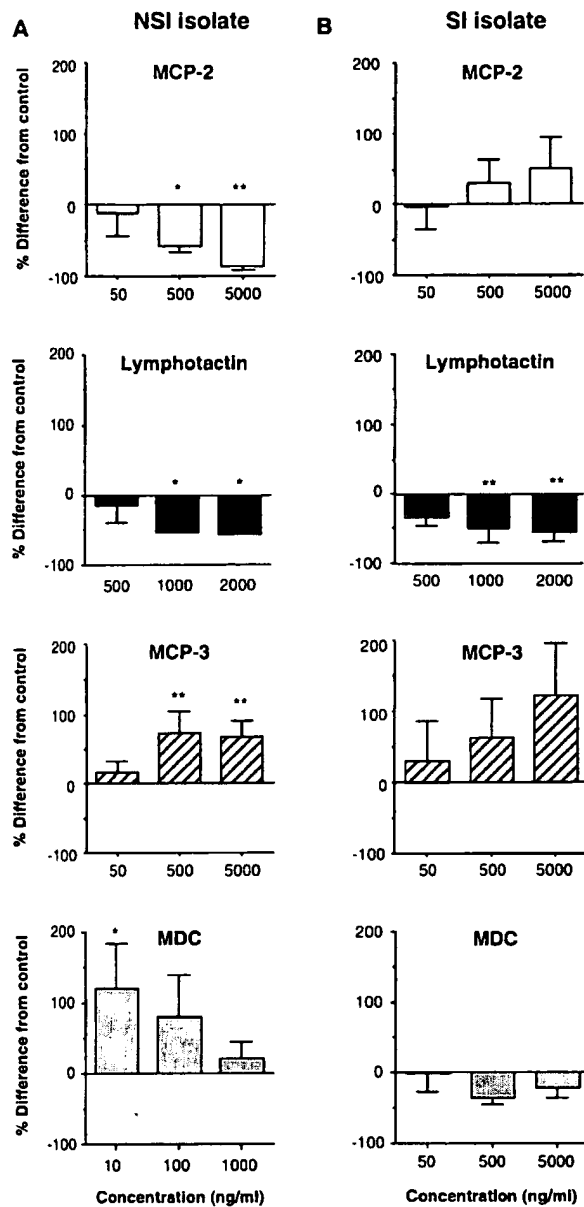 A NSI isolate B SI isolate
MCP-2 MCP-2
% Difference from control
200 200
100 100
* **
0 0
-100 -100
50 500 5000 50 500 5000
Lymphotactin Lymphotactin
% Difference from control
200 200
100 100
* * ** **
0 0
-100 -100
500 1000 2000 500 1000 2000
MCP-3 MCP-3
% Difference from control
200 200
** **
100 100
0 0
-100 -100
50 500 5000 50 500 5000
MDC MDC
% Difference from control
200 200
*
100 100
0 0
-100 -100
10 100 1000 50 500 5000
Concentration (ng/ml) Concentration (ng/ml)